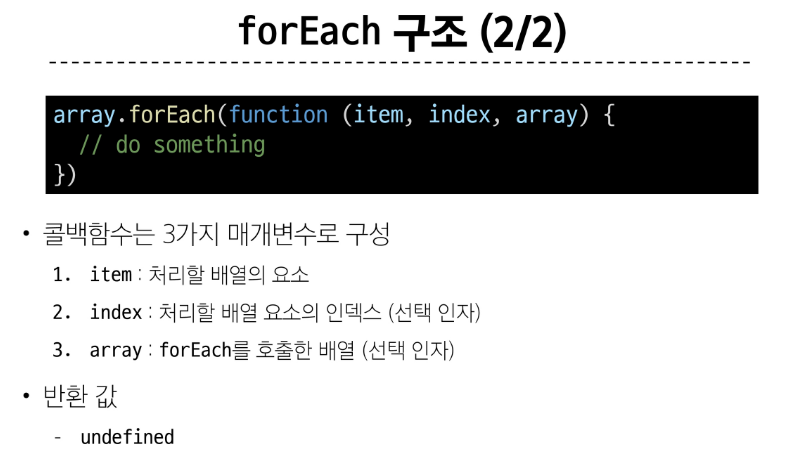 forEach 구조 (2/2)
array.forEach(function (item, index, array) {
// do something
})
• 콜백함수는 3가지 매개변수로 구성
1. item : 처리할 배열의 요소
2. index : 처리할 배열 요소의 인덱스 (선택 인자)
3. array : forEach를 호출한 배열 (선택 인자)
• 반환 값
- undefined